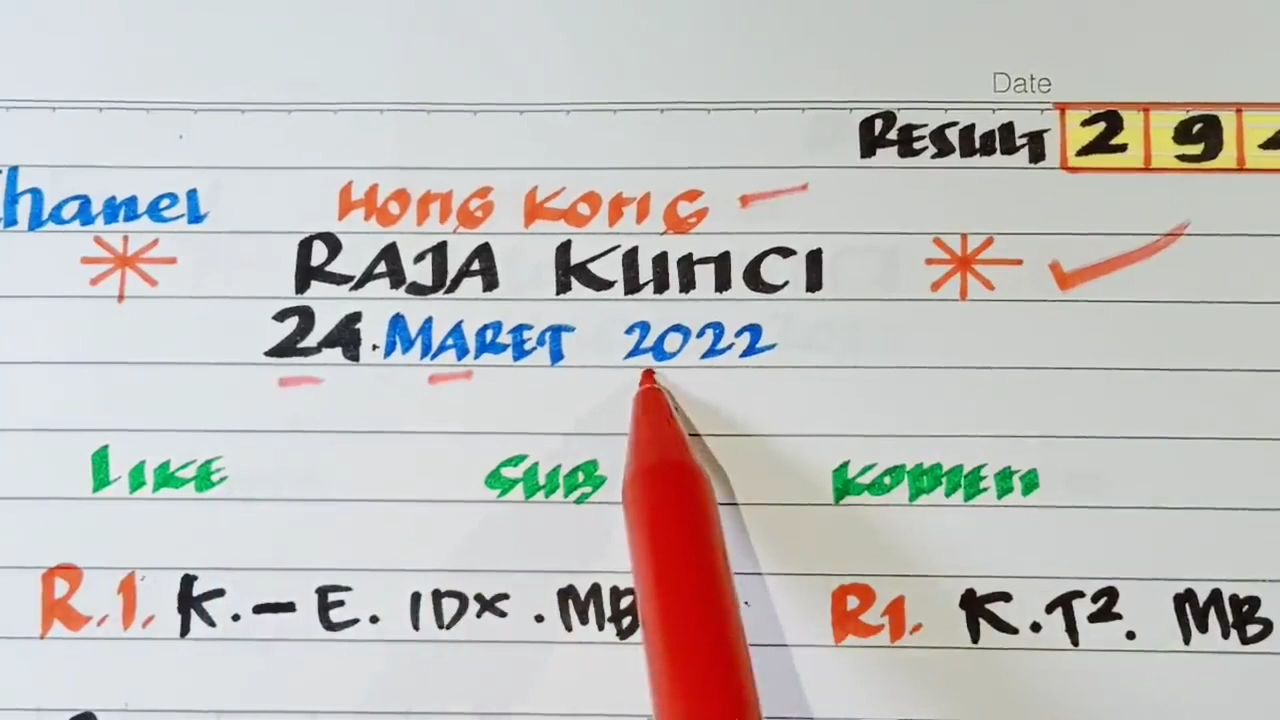 Date
RESULT 2 9
Chanel HONG KONG
RAJA KUNCI
24. MARET 2022
LIKE SUB KOMEN
R.1. K.-E. IDX. MB R1. K.T². MB